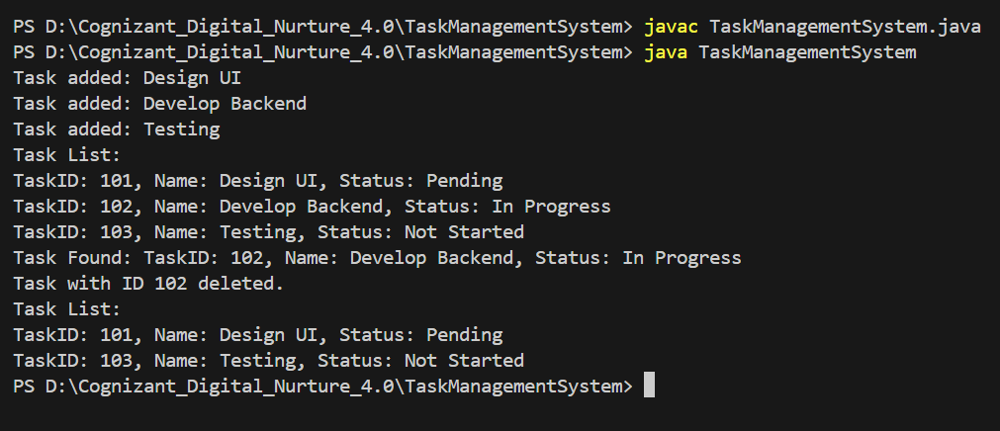 PS D:\Cognizant_Digital_Nurture_4.0\TaskManagementSystem> javac TaskManagementSystem.java
PS D:\Cognizant_Digital_Nurture_4.0\TaskManagementSystem> java TaskManagementSystem
Task added: Design UI
Task added: Develop Backend
Task added: Testing
Task List:
TaskID: 101, Name: Design UI, Status: Pending
TaskID: 102, Name: Develop Backend, Status: In Progress
TaskID: 103, Name: Testing, Status: Not Started
Task Found: TaskID: 102, Name: Develop Backend, Status: In Progress
Task with ID 102 deleted.
Task List:
TaskID: 101, Name: Design UI, Status: Pending
TaskID: 103, Name: Testing, Status: Not Started
PS D:\Cognizant_Digital_Nurture_4.0\TaskManagementSystem>